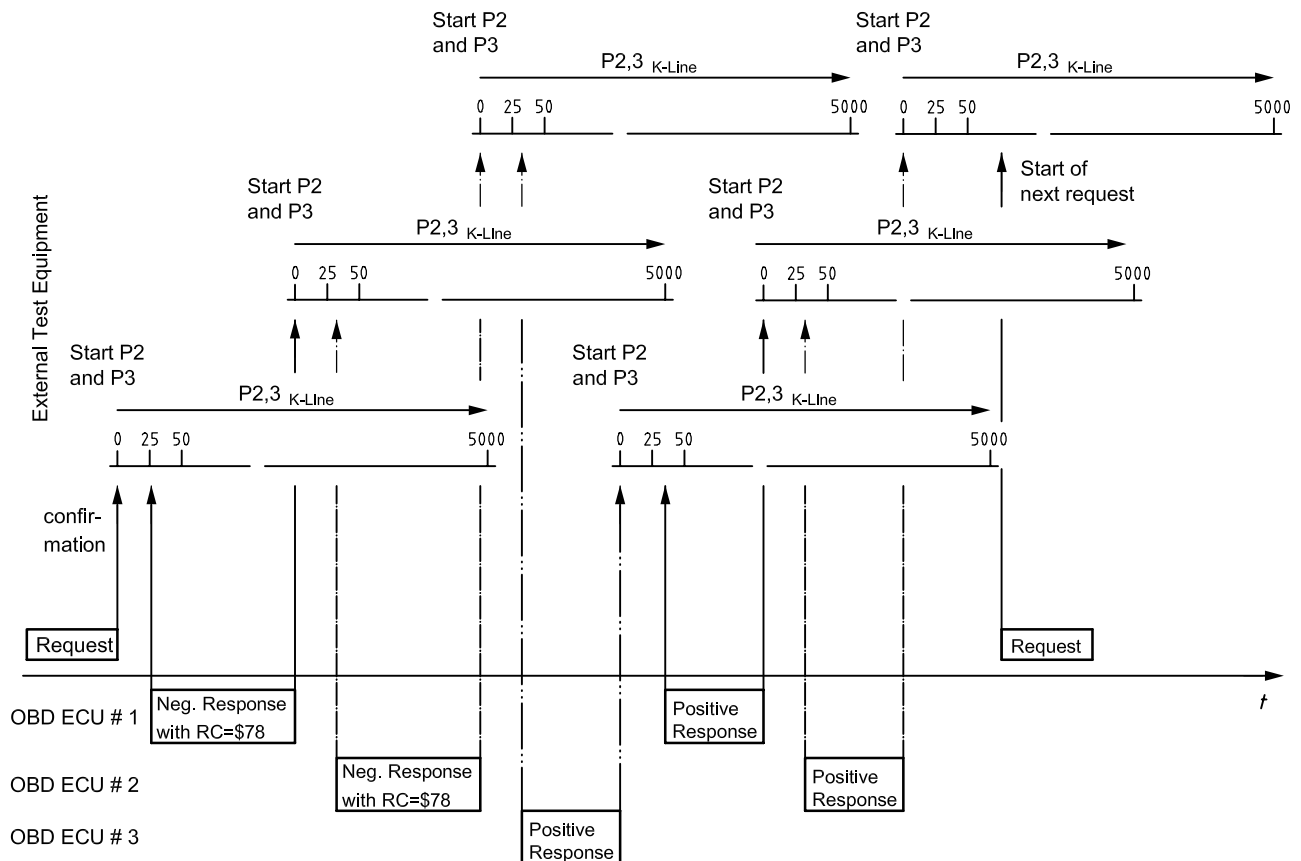 Start P2
and P3
P2,3 K-Line
0 25 50 5000
Start P2
and P3
P2,3 K-Line
0 25 50 5000
Start of
next request
Start P2
and P3
P2,3 K-LIne
0 25 50 5000
Start P2
and P3
P2,3 K-LIne
0 25 50 5000
External Test Equipment
Start P2
and P3
P2,3 K-LIne
0 25 50 5000
Start P2
and P3
P2,3 K-LIne
0 25 50 5000
confir-
mation
Request
Request
t
OBD ECU # 1
Neg. Response
with RC=$78
Positive
Response
OBD ECU # 2
Neg. Response
with RC=$78
Positive
Response
OBD ECU # 3
Positive
Response